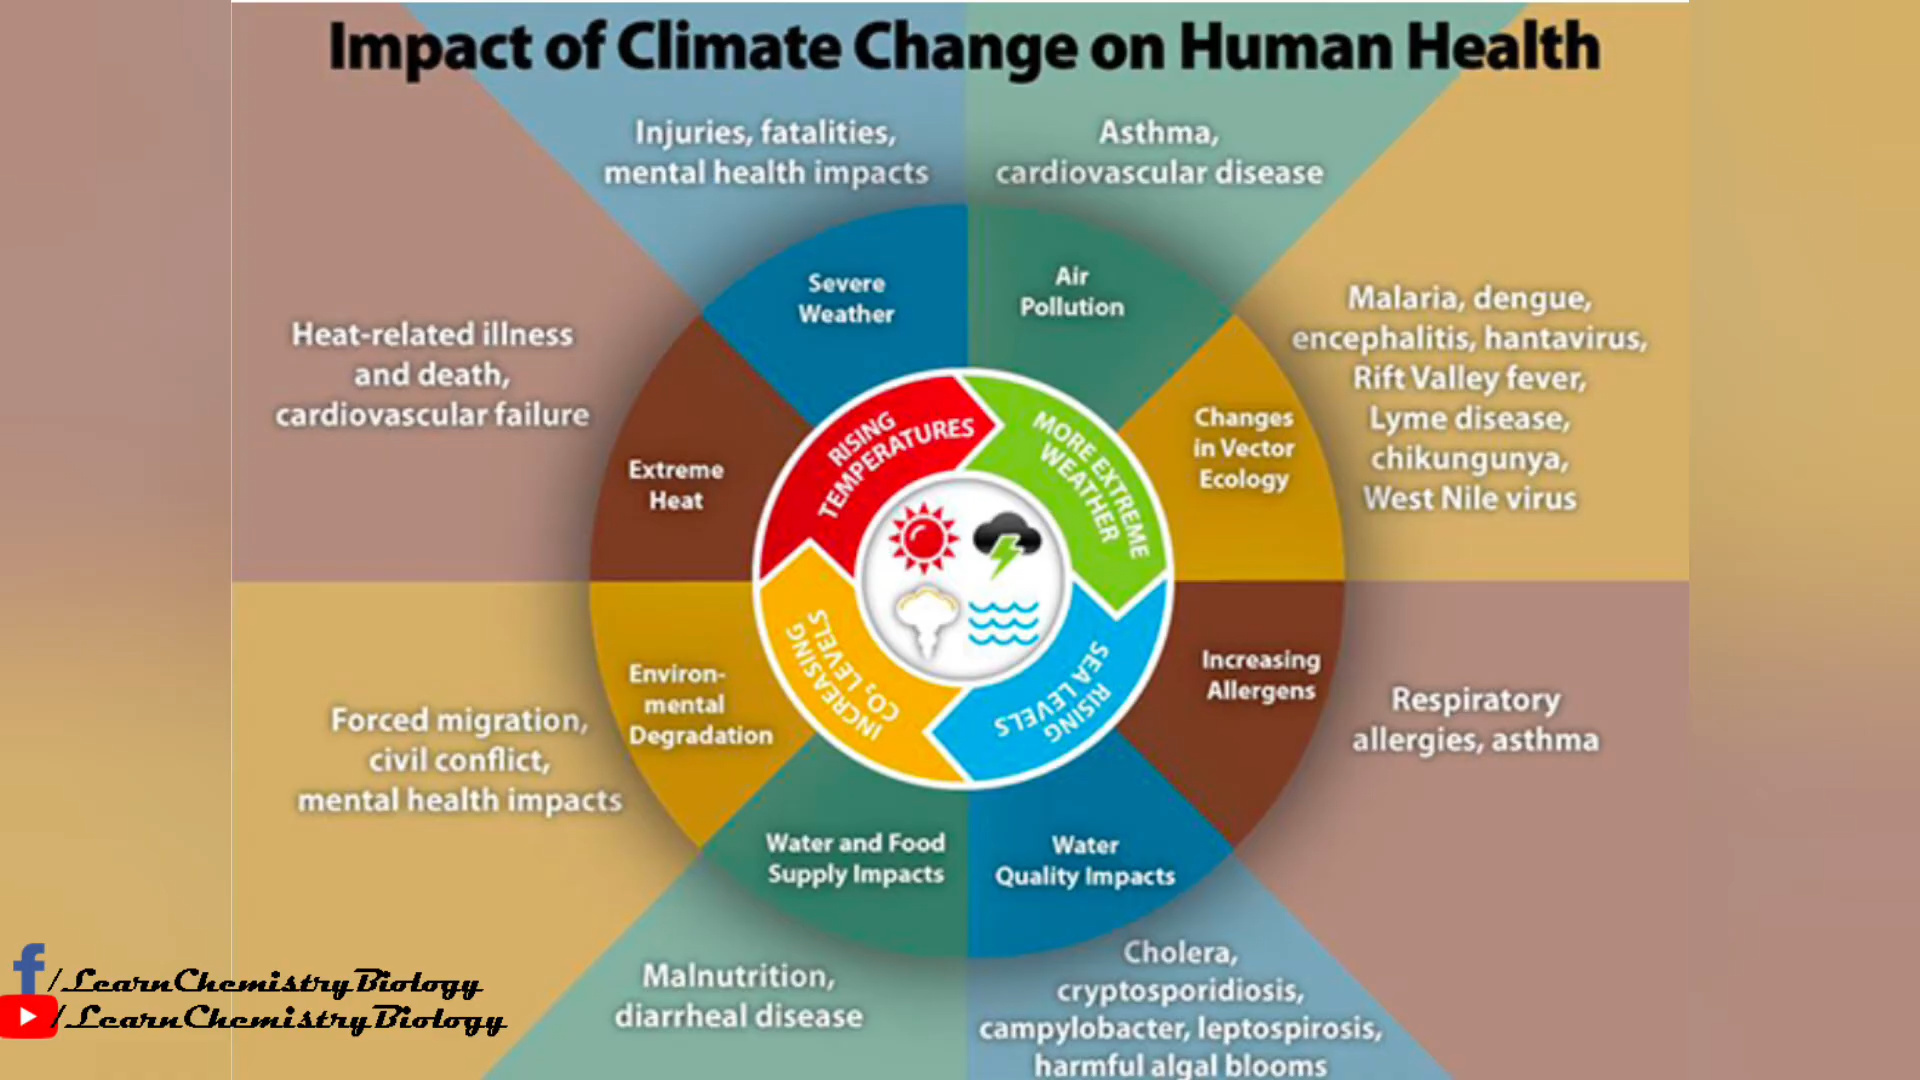 Impact of Climate Change on Human Health
Injuries, fatalities,
mental health impacts
Asthma,
cardiovascular disease
Severe
Weather
Air
Pollution
Heat-related illness
and death,
cardiovascular failure
Malaria, dengue,
encephalitis, hantavirus,
Rift Valley fever,
Lyme disease,
chikungunya,
West Nile virus
Extreme
Heat
Changes
in Vector
Ecology
RISING
TEMPERATURES
MORE EXTREME
WEATHER
INCREASING
CO₂ LEVELS
RISING
SEA LEVELS
Environ-
mental
Degradation
Increasing
Allergens
Forced migration,
civil conflict,
mental health impacts
Respiratory
allergies, asthma
Water and Food
Supply Impacts
Water
Quality Impacts
Malnutrition,
diarrheal disease
Cholera,
cryptosporidiosis,
campylobacter, leptospirosis,
harmful algal blooms
f/LearnChemistryBiology
/LearnChemistryBiology